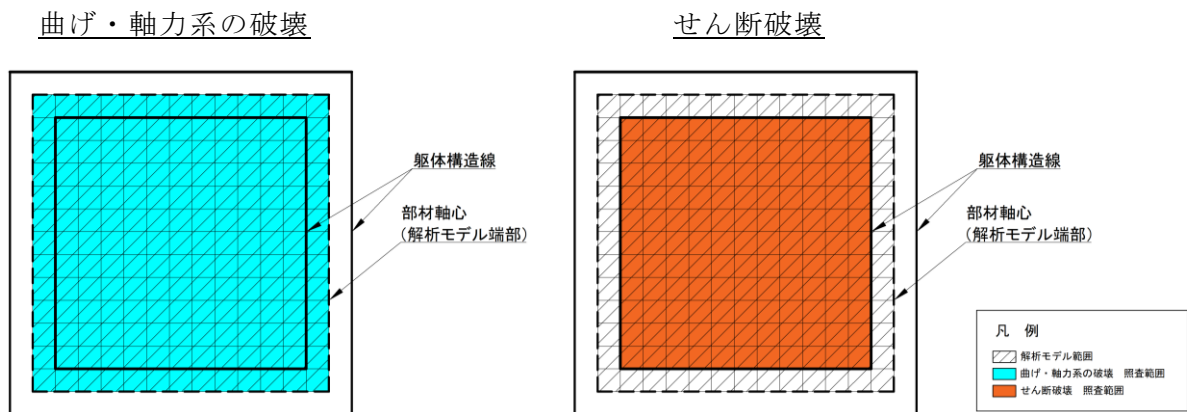 曲げ・軸力系の破壊
せん断破壊
躯体構造線
部材軸心
(解析モデル端部)
躯体構造線
部材軸心
(解析モデル端部)
凡 例
解析モデル範囲
曲げ・軸力系の破壊 照査範囲
せん断破壊 照査範囲